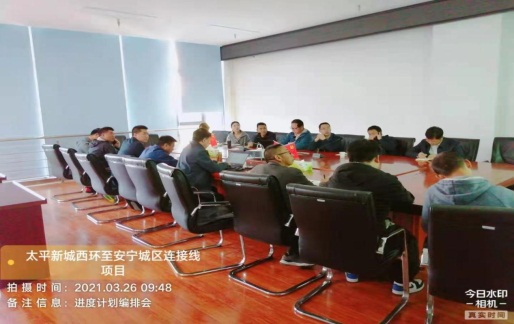 太平新城西环至安宁城区连接线
项目
拍 摄 时 间：2021.03.26 09:48
备 注 信 息：进度计划编排会
今日水印
相机
真实时间